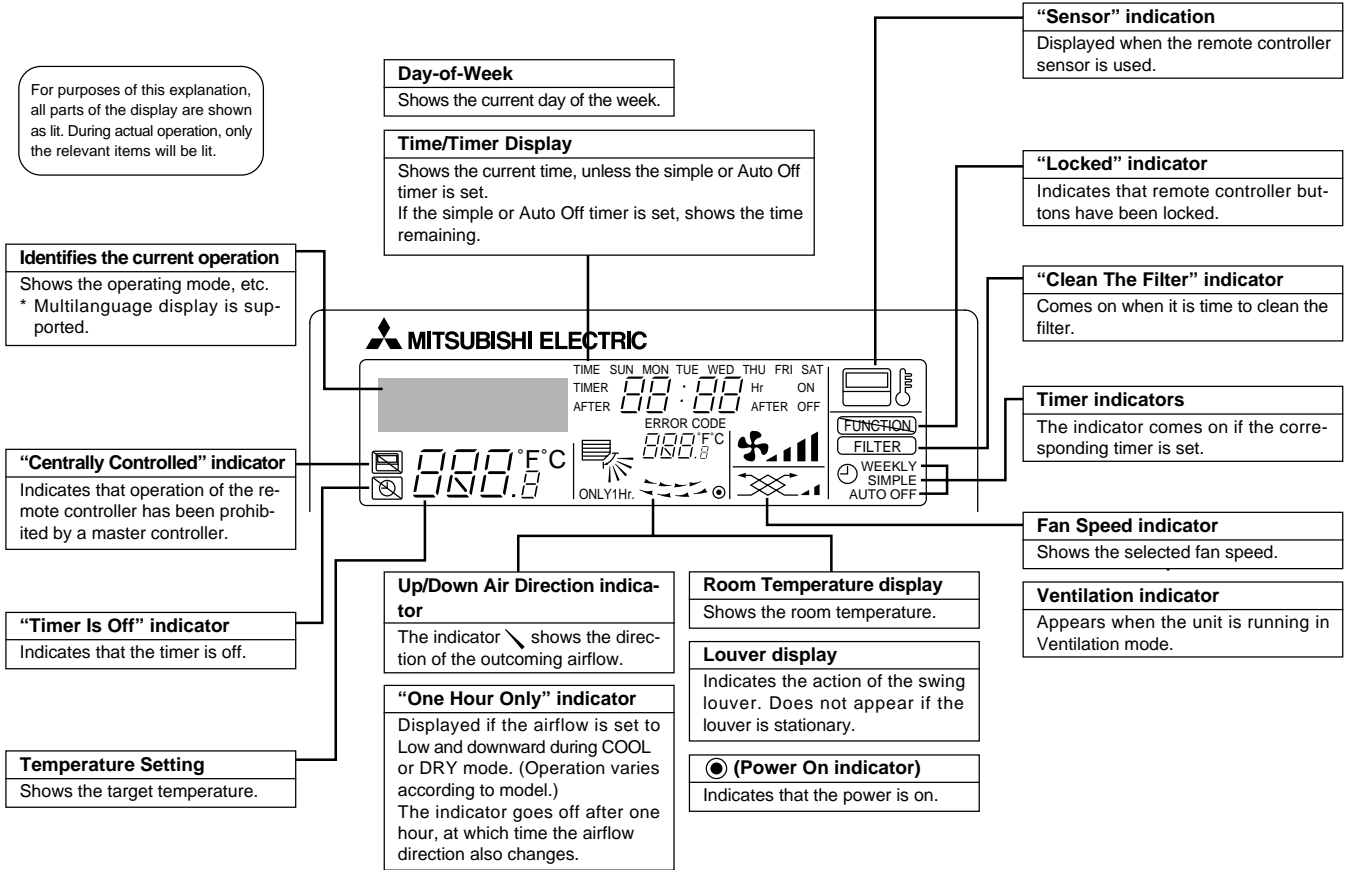 For purposes of this explanation,
all parts of the display are shown
as lit. During actual operation, only
the relevant items will be lit.
Day-of-Week
Shows the current day of the week.
Time/Timer Display
Shows the current time, unless the simple or Auto Off
timer is set.
If the simple or Auto Off timer is set, shows the time
remaining.
“Sensor” indication
Displayed when the remote controller
sensor is used.
“Locked” indicator
Indicates that remote controller but-
tons have been locked.
“Clean The Filter” indicator
Comes on when it is time to clean the
filter.
Timer indicators
The indicator comes on if the corre-
sponding timer is set.
Fan Speed indicator
Shows the selected fan speed.
Ventilation indicator
Appears when the unit is running in
Ventilation mode.
Identifies the current operation
Shows the operating mode, etc.
* Multilanguage display is sup-
ported.
“Centrally Controlled” indicator
Indicates that operation of the re-
mote controller has been prohib-
ited by a master controller.
“Timer Is Off” indicator
Indicates that the timer is off.
Temperature Setting
Shows the target temperature.
MITSUBISHI ELECTRIC
TIME SUN MON TUE WED THU FRI SAT
TIMER 88:88 Hr ON
AFTER AFTER OFF
ERROR CODE
888.8 °F°C
888.8 °F°C
ONLY1Hr.
FUNCTION
FILTER
WEEKLY
SIMPLE
AUTO OFF
Up/Down Air Direction indica-
tor
The indicator shows the direc-
tion of the outcoming airflow.
“One Hour Only” indicator
Displayed if the airflow is set to
Low and downward during COOL
or DRY mode. (Operation varies
according to model.)
The indicator goes off after one
hour, at which time the airflow
direction also changes.
Room Temperature display
Shows the room temperature.
Louver display
Indicates the action of the swing
louver. Does not appear if the
louver is stationary.
(Power On indicator)
Indicates that the power is on.